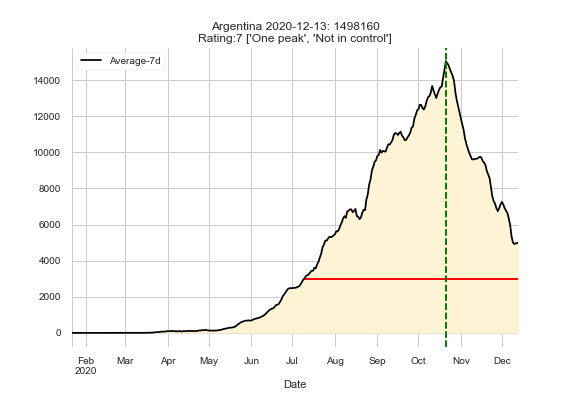 Argentina 2020-12-13: 1498160
Rating:7 ['One peak', 'Not in control']
Average-7d
14000
12000
10000
8000
6000
4000
2000
0
Feb Mar Apr May Jun Jul Aug Sep Oct Nov Dec
2020
Date